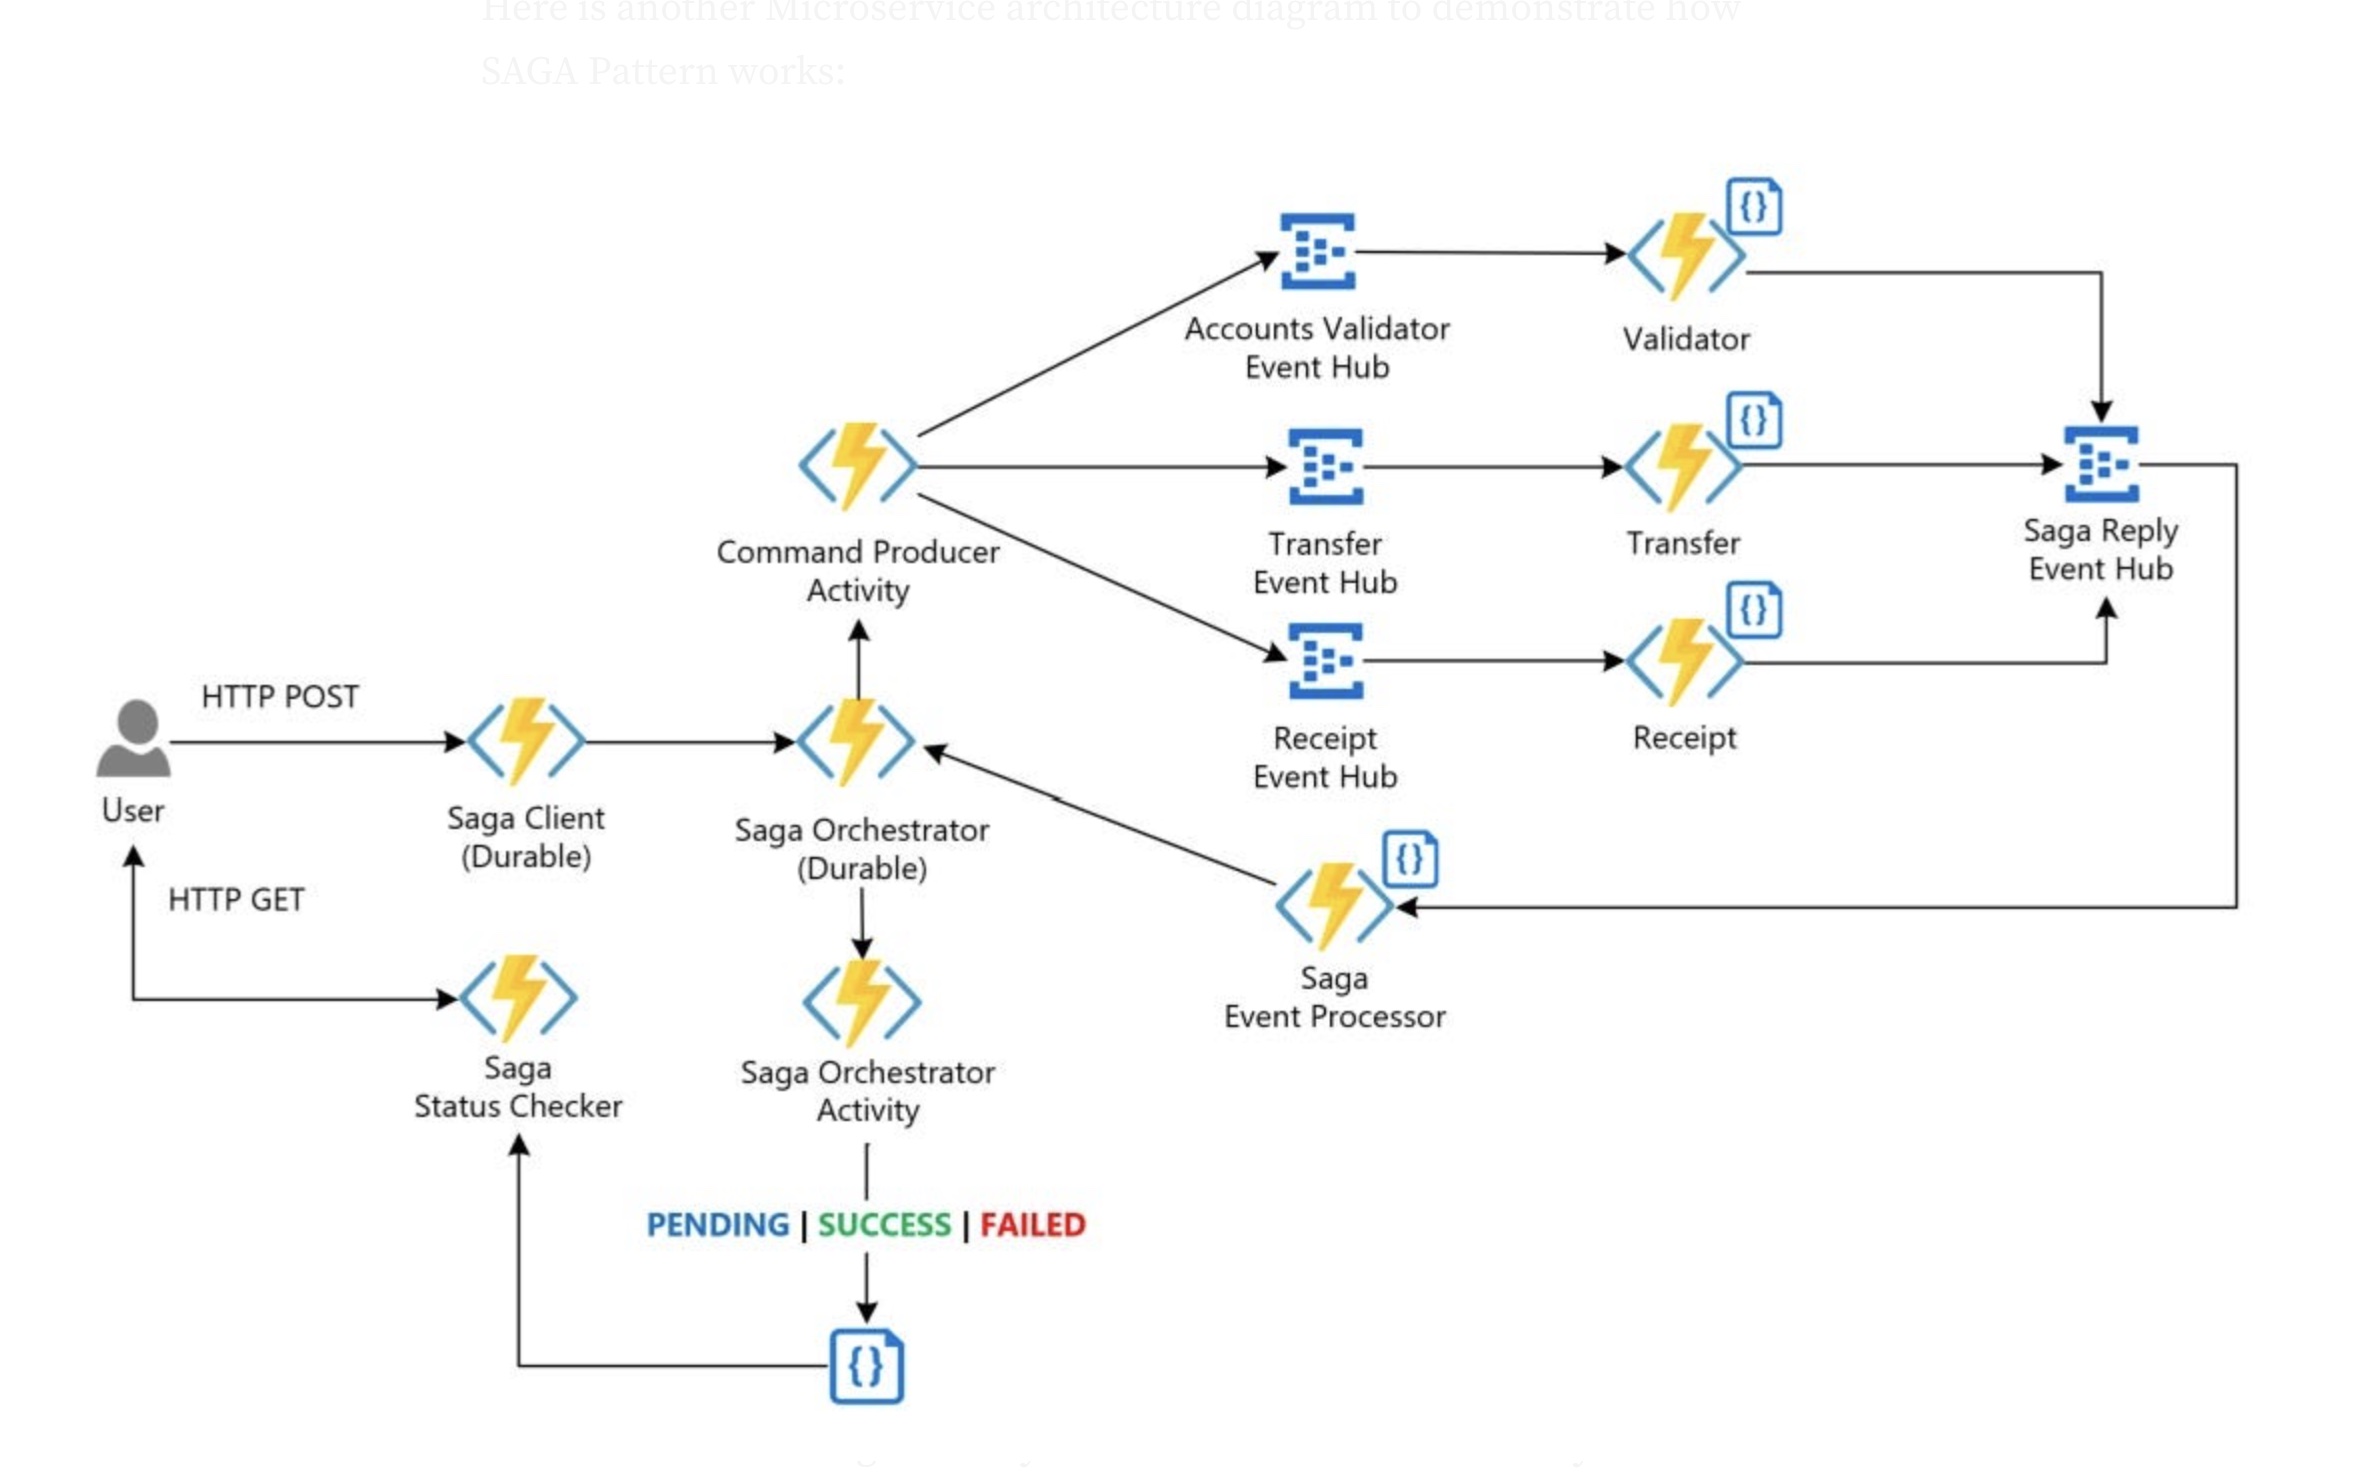 Here is another Microservice architecture diagram to demonstrate how
SAGA Pattern works:
{}
Accounts Validator
Event Hub
Validator
{}
Command Producer
Activity
Transfer
Event Hub
Transfer
Saga Reply
Event Hub
{}
HTTP POST
Receipt
Event Hub
Receipt
User
Saga Client
(Durable)
Saga Orchestrator
(Durable)
HTTP GET
{}
Saga
Event Processor
Saga
Status Checker
Saga Orchestrator
Activity
PENDING | SUCCESS | FAILED
{}